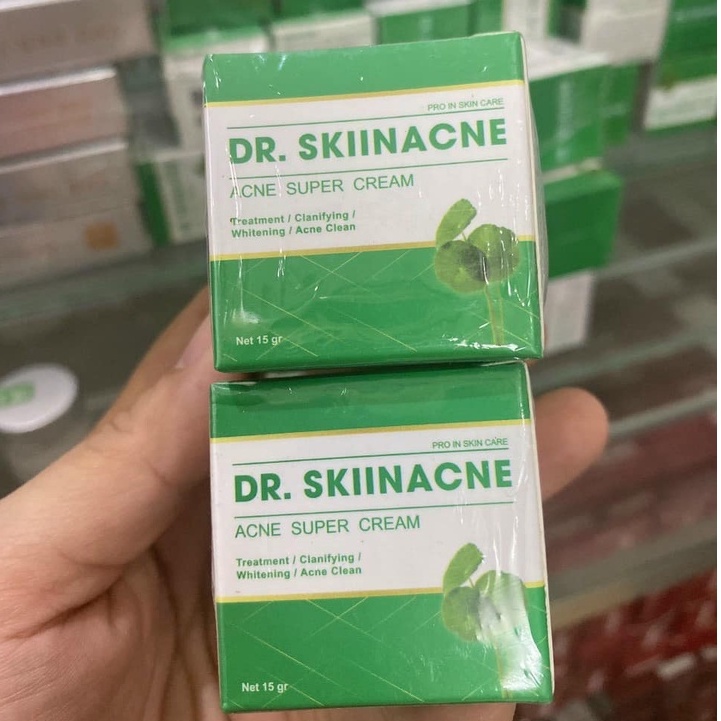 PRO IN SKIN CARE
DR. SKIINACNE
ACNE SUPER CREAM
Treatment / Clanifying /
Whitening / Acne Clean
Net 15 gr
PRO IN SKIN CARE
DR. SKIINACNE
ACNE SUPER CREAM
Treatment / Clanifying /
Whitening / Acne Clean
Net 15 gr